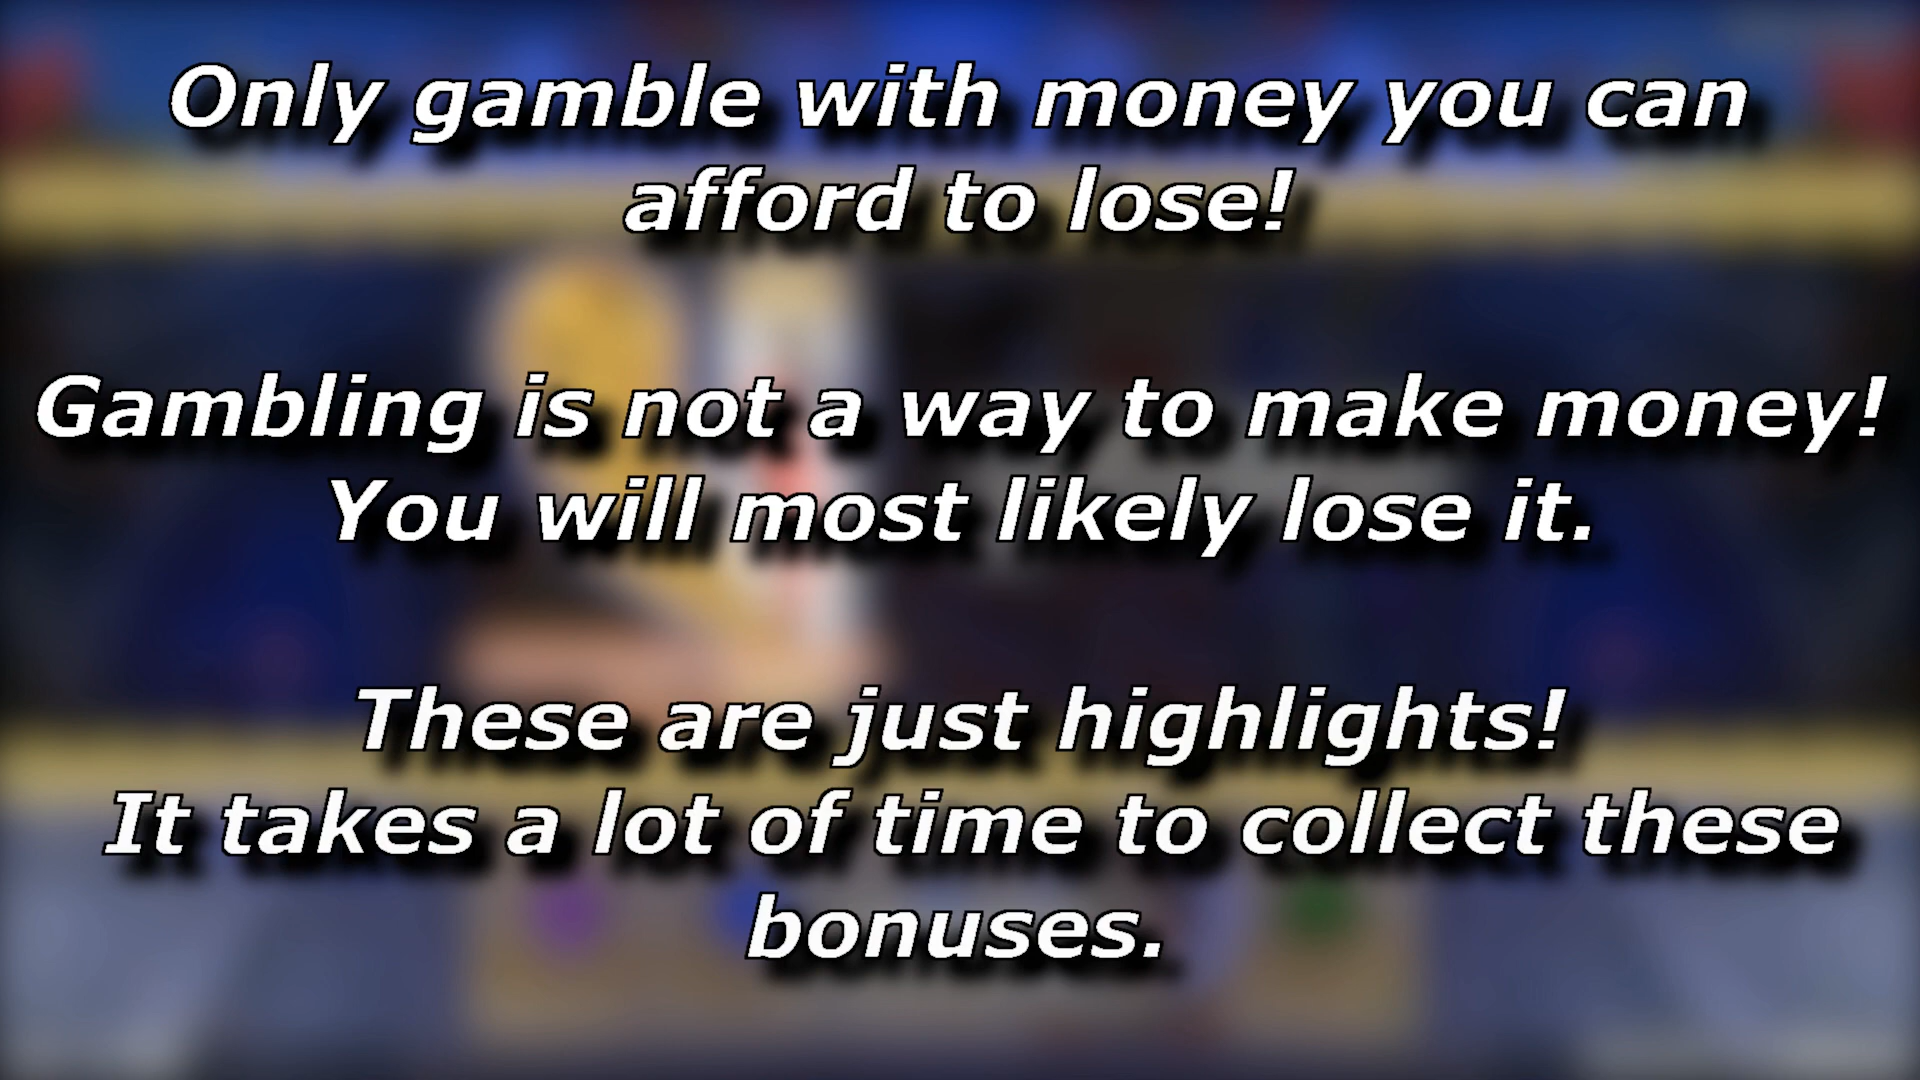 Only gamble with money you can
afford to lose!
Gambling is not a way to make money!
You will most likely lose it.
These are just highlights!
It takes a lot of time to collect these
bonuses.